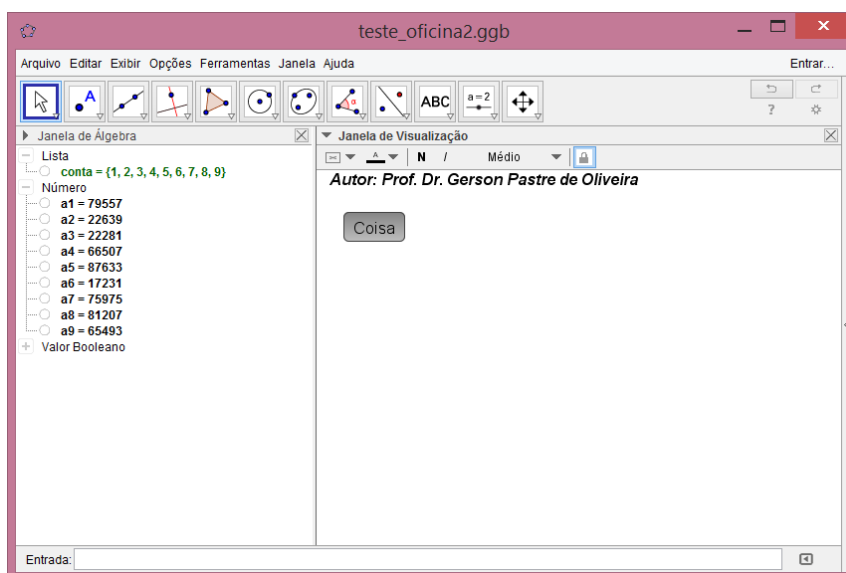 teste_oficina2.ggb
Arquivo Editar Exibir Opções Ferramentas Janela Ajuda
Entrar...
A
α
ABC
a=2
?
Janela de Álgebra
Janela de Visualização
Lista
conta = {1, 2, 3, 4, 5, 6, 7, 8, 9}
Número
a1 = 79557
a2 = 22639
a3 = 22281
a4 = 66507
a5 = 87633
a6 = 17231
a7 = 75975
a8 = 81207
a9 = 65493
Valor Booleano
A N I Médio
Autor: Prof. Dr. Gerson Pastre de Oliveira
Coisa
Entrada: